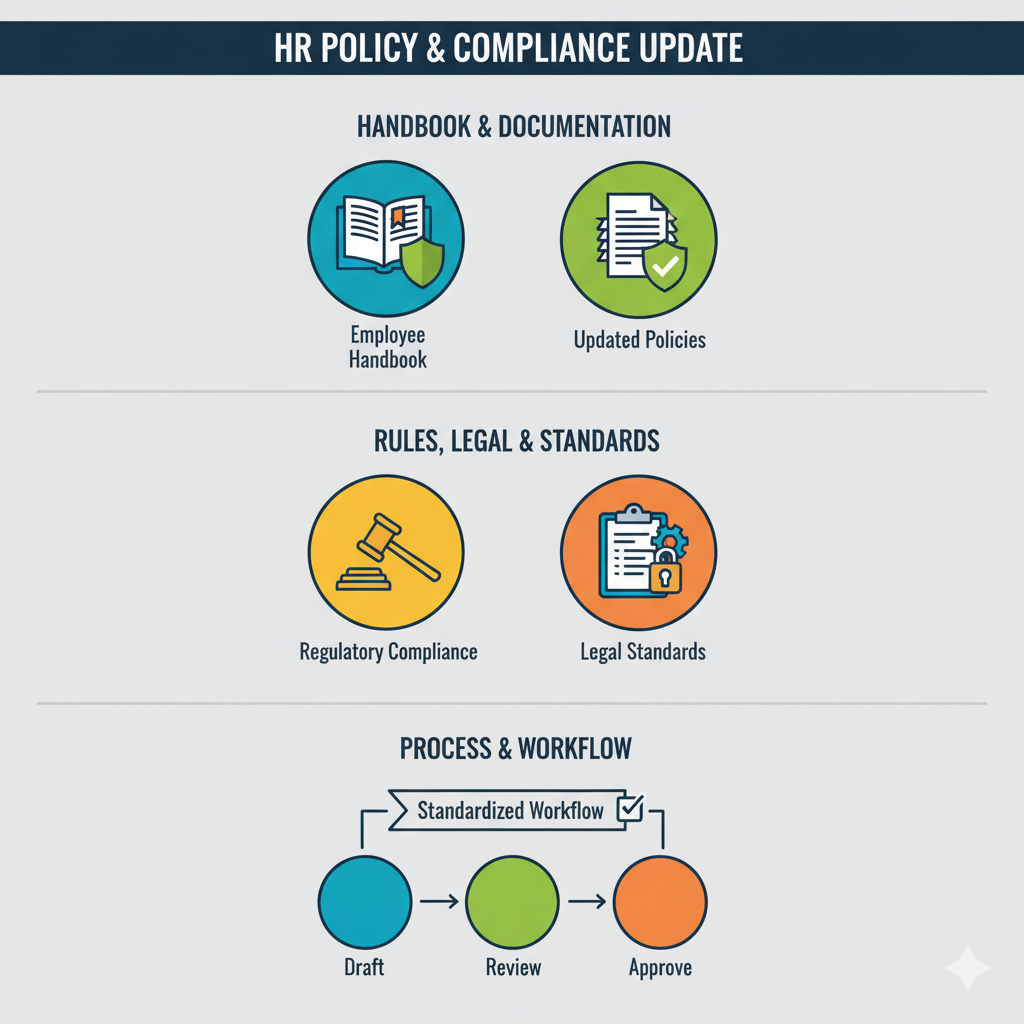 HR POLICY & COMPLIANCE UPDATE
HANDBOOK & DOCUMENTATION
Employee
Handbook
Updated Policies
RULES, LEGAL & STANDARDS
Regulatory Compliance
Legal Standards
PROCESS & WORKFLOW
Standardized Workflow
Draft
Review
Approve